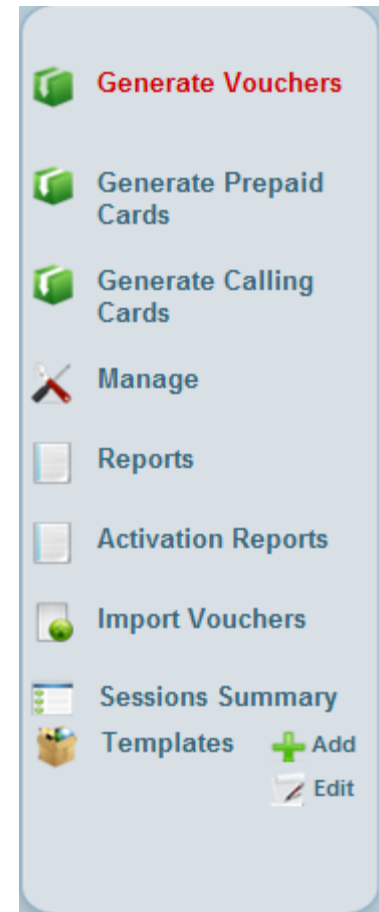 Generate Vouchers
Generate Prepaid
Cards
Generate Calling
Cards
Manage
Reports
Activation Reports
Import Vouchers
Sessions Summary
Templates Add
Edit